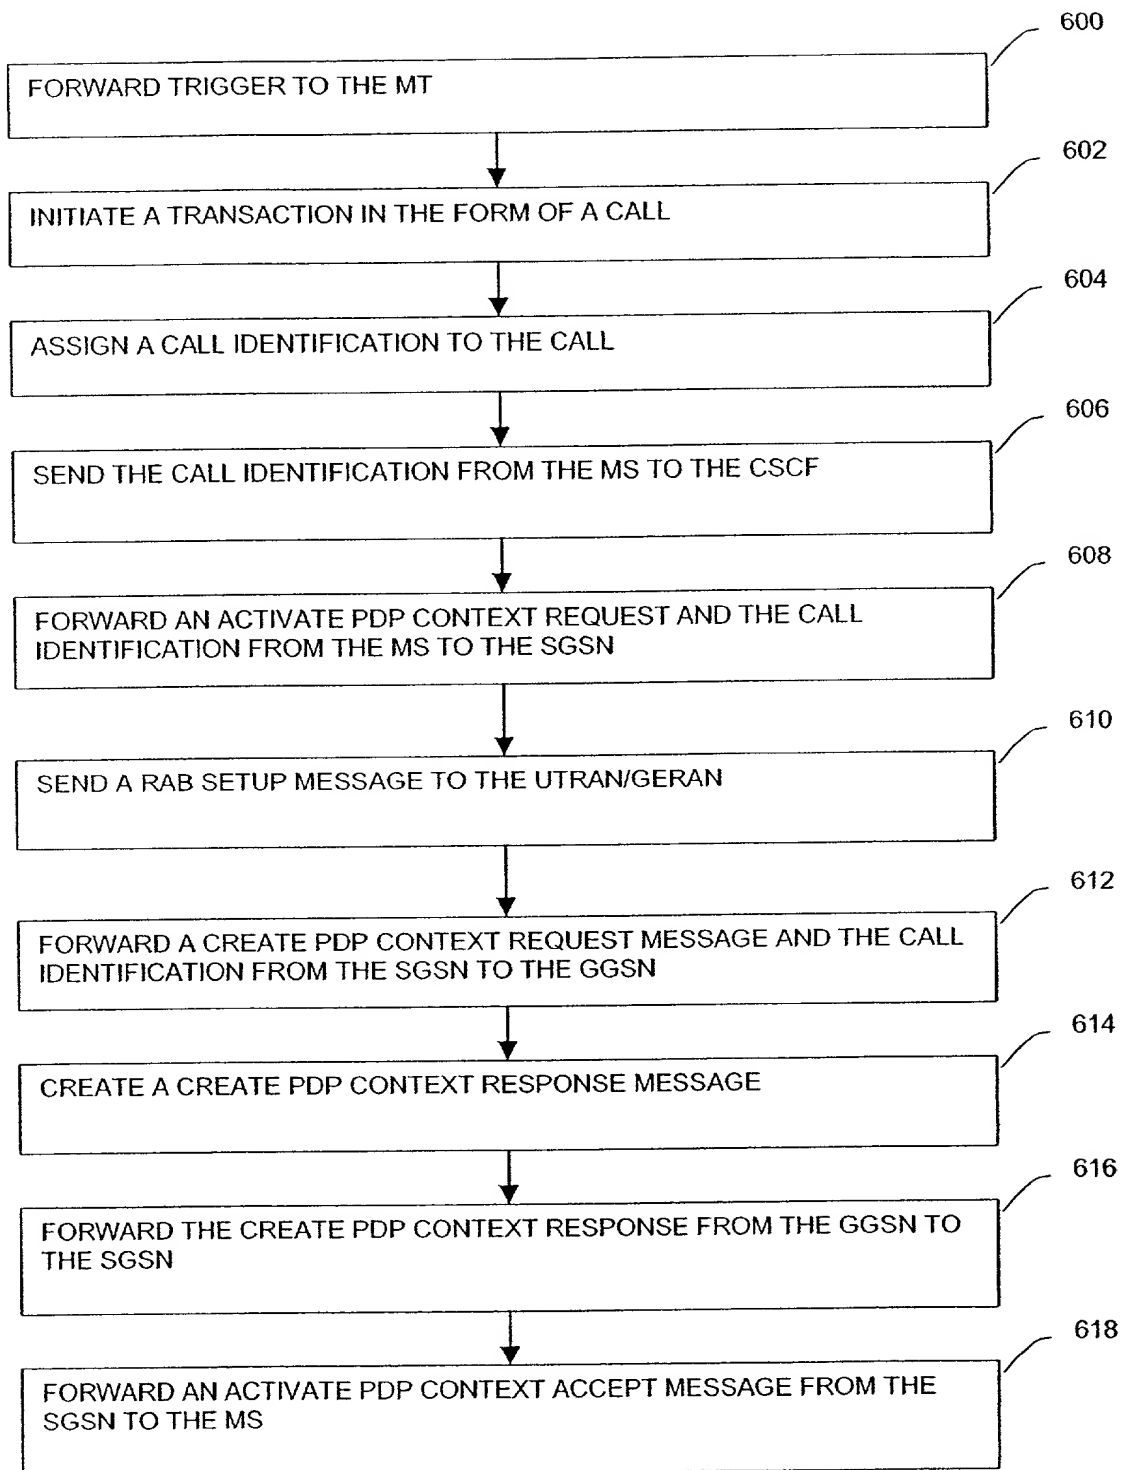 600
FORWARD TRIGGER TO THE MT
602
INITIATE A TRANSACTION IN THE FORM OF A CALL
604
ASSIGN A CALL IDENTIFICATION TO THE CALL
606
SEND THE CALL IDENTIFICATION FROM THE MS TO THE CSCF
608
FORWARD AN ACTIVATE PDP CONTEXT REQUEST AND THE CALL
IDENTIFICATION FROM THE MS TO THE SGSN
610
SEND A RAB SETUP MESSAGE TO THE UTRAN/GERAN
612
FORWARD A CREATE PDP CONTEXT REQUEST MESSAGE AND THE CALL
IDENTIFICATION FROM THE SGSN TO THE GGSN
614
CREATE A CREATE PDP CONTEXT RESPONSE MESSAGE
616
FORWARD THE CREATE PDP CONTEXT RESPONSE FROM THE GGSN TO
THE SGSN
618
FORWARD AN ACTIVATE PDP CONTEXT ACCEPT MESSAGE FROM THE
SGSN TO THE MS